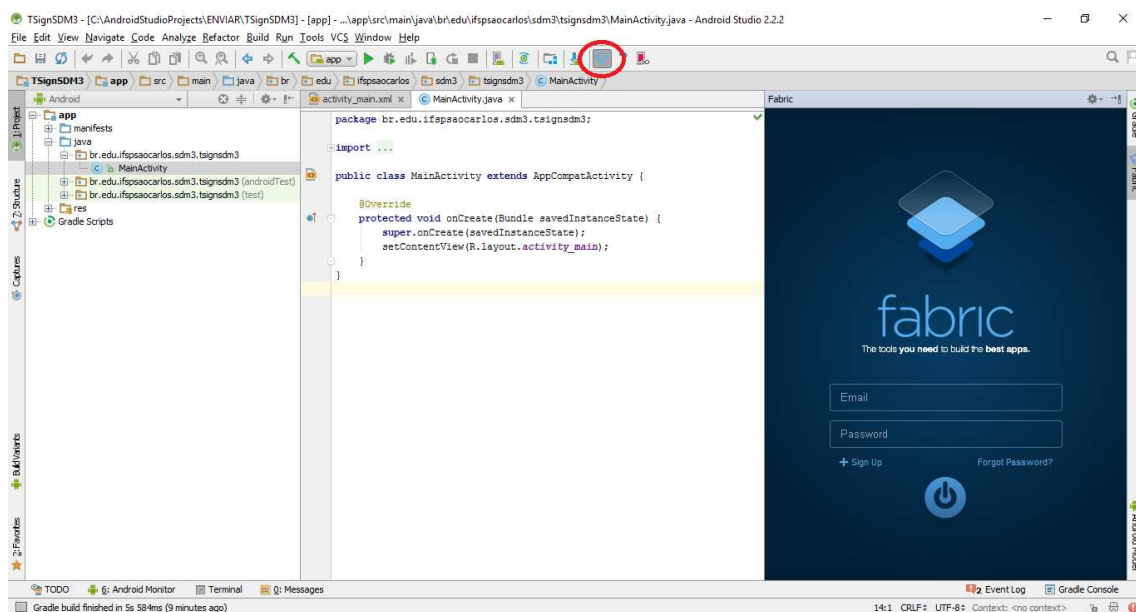 TSignSDM3 - [C:\AndroidStudioProjects\ENVIAR\TSignSDM3] - [app] - ...\app\src\main\java\br\edu\ifspsaocarlos\sdm3\tsignsdm3\MainActivity.java - Android Studio 2.2.2
File Edit View Navigate Code Analyze Refactor Build Run Tools VCS Window Help
app
TSignSDM3 app src main java br edu ifspsaocarlos sdm3 tsignsdm3 MainActivity
Android
activity_main.xml
MainActivity.java
Fabric
1: Project
Z: Structure
Captures
Build Variants
2: Favorites
app
manifests
java
br.edu.ifspsaocarlos.sdm3.tsignsdm3
MainActivity
br.edu.ifspsaocarlos.sdm3.tsignsdm3 (androidTest)
br.edu.ifspsaocarlos.sdm3.tsignsdm3 (test)
res
Gradle Scripts
package br.edu.ifspsaocarlos.sdm3.tsignsdm3;
import ...
public class MainActivity extends AppCompatActivity {
@Override
protected void onCreate(Bundle savedInstanceState) {
super.onCreate(savedInstanceState);
setContentView(R.layout.activity_main);
}
}
fabric
The tools you need to build the best apps.
Email
Password
+ Sign Up Forgot Password?
Gradle
Fabric
Android Model
TODO 6: Android Monitor Terminal 0: Messages 2 Event Log Gradle Console
Gradle build finished in 5s 584ms (9 minutes ago) 14:1 CRLF UTF-8 Context: <no context>